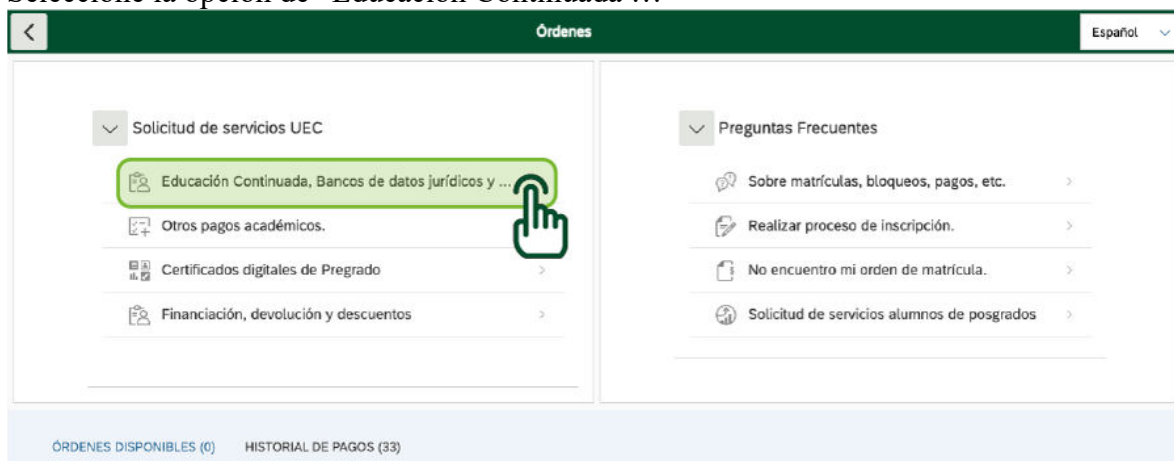 Seleccione la opción de "Educación Continuada …"
Órdenes
Español
Solicitud de servicios UEC
Educación Continuada, Bancos de datos jurídicos y ...
Otros pagos académicos.
Certificados digitales de Pregrado
Financiación, devolución y descuentos
Preguntas Frecuentes
Sobre matrículas, bloqueos, pagos, etc.
Realizar proceso de inscripción.
No encuentro mi orden de matrícula.
Solicitud de servicios alumnos de posgrados
ÓRDENES DISPONIBLES (0) HISTORIAL DE PAGOS (33)